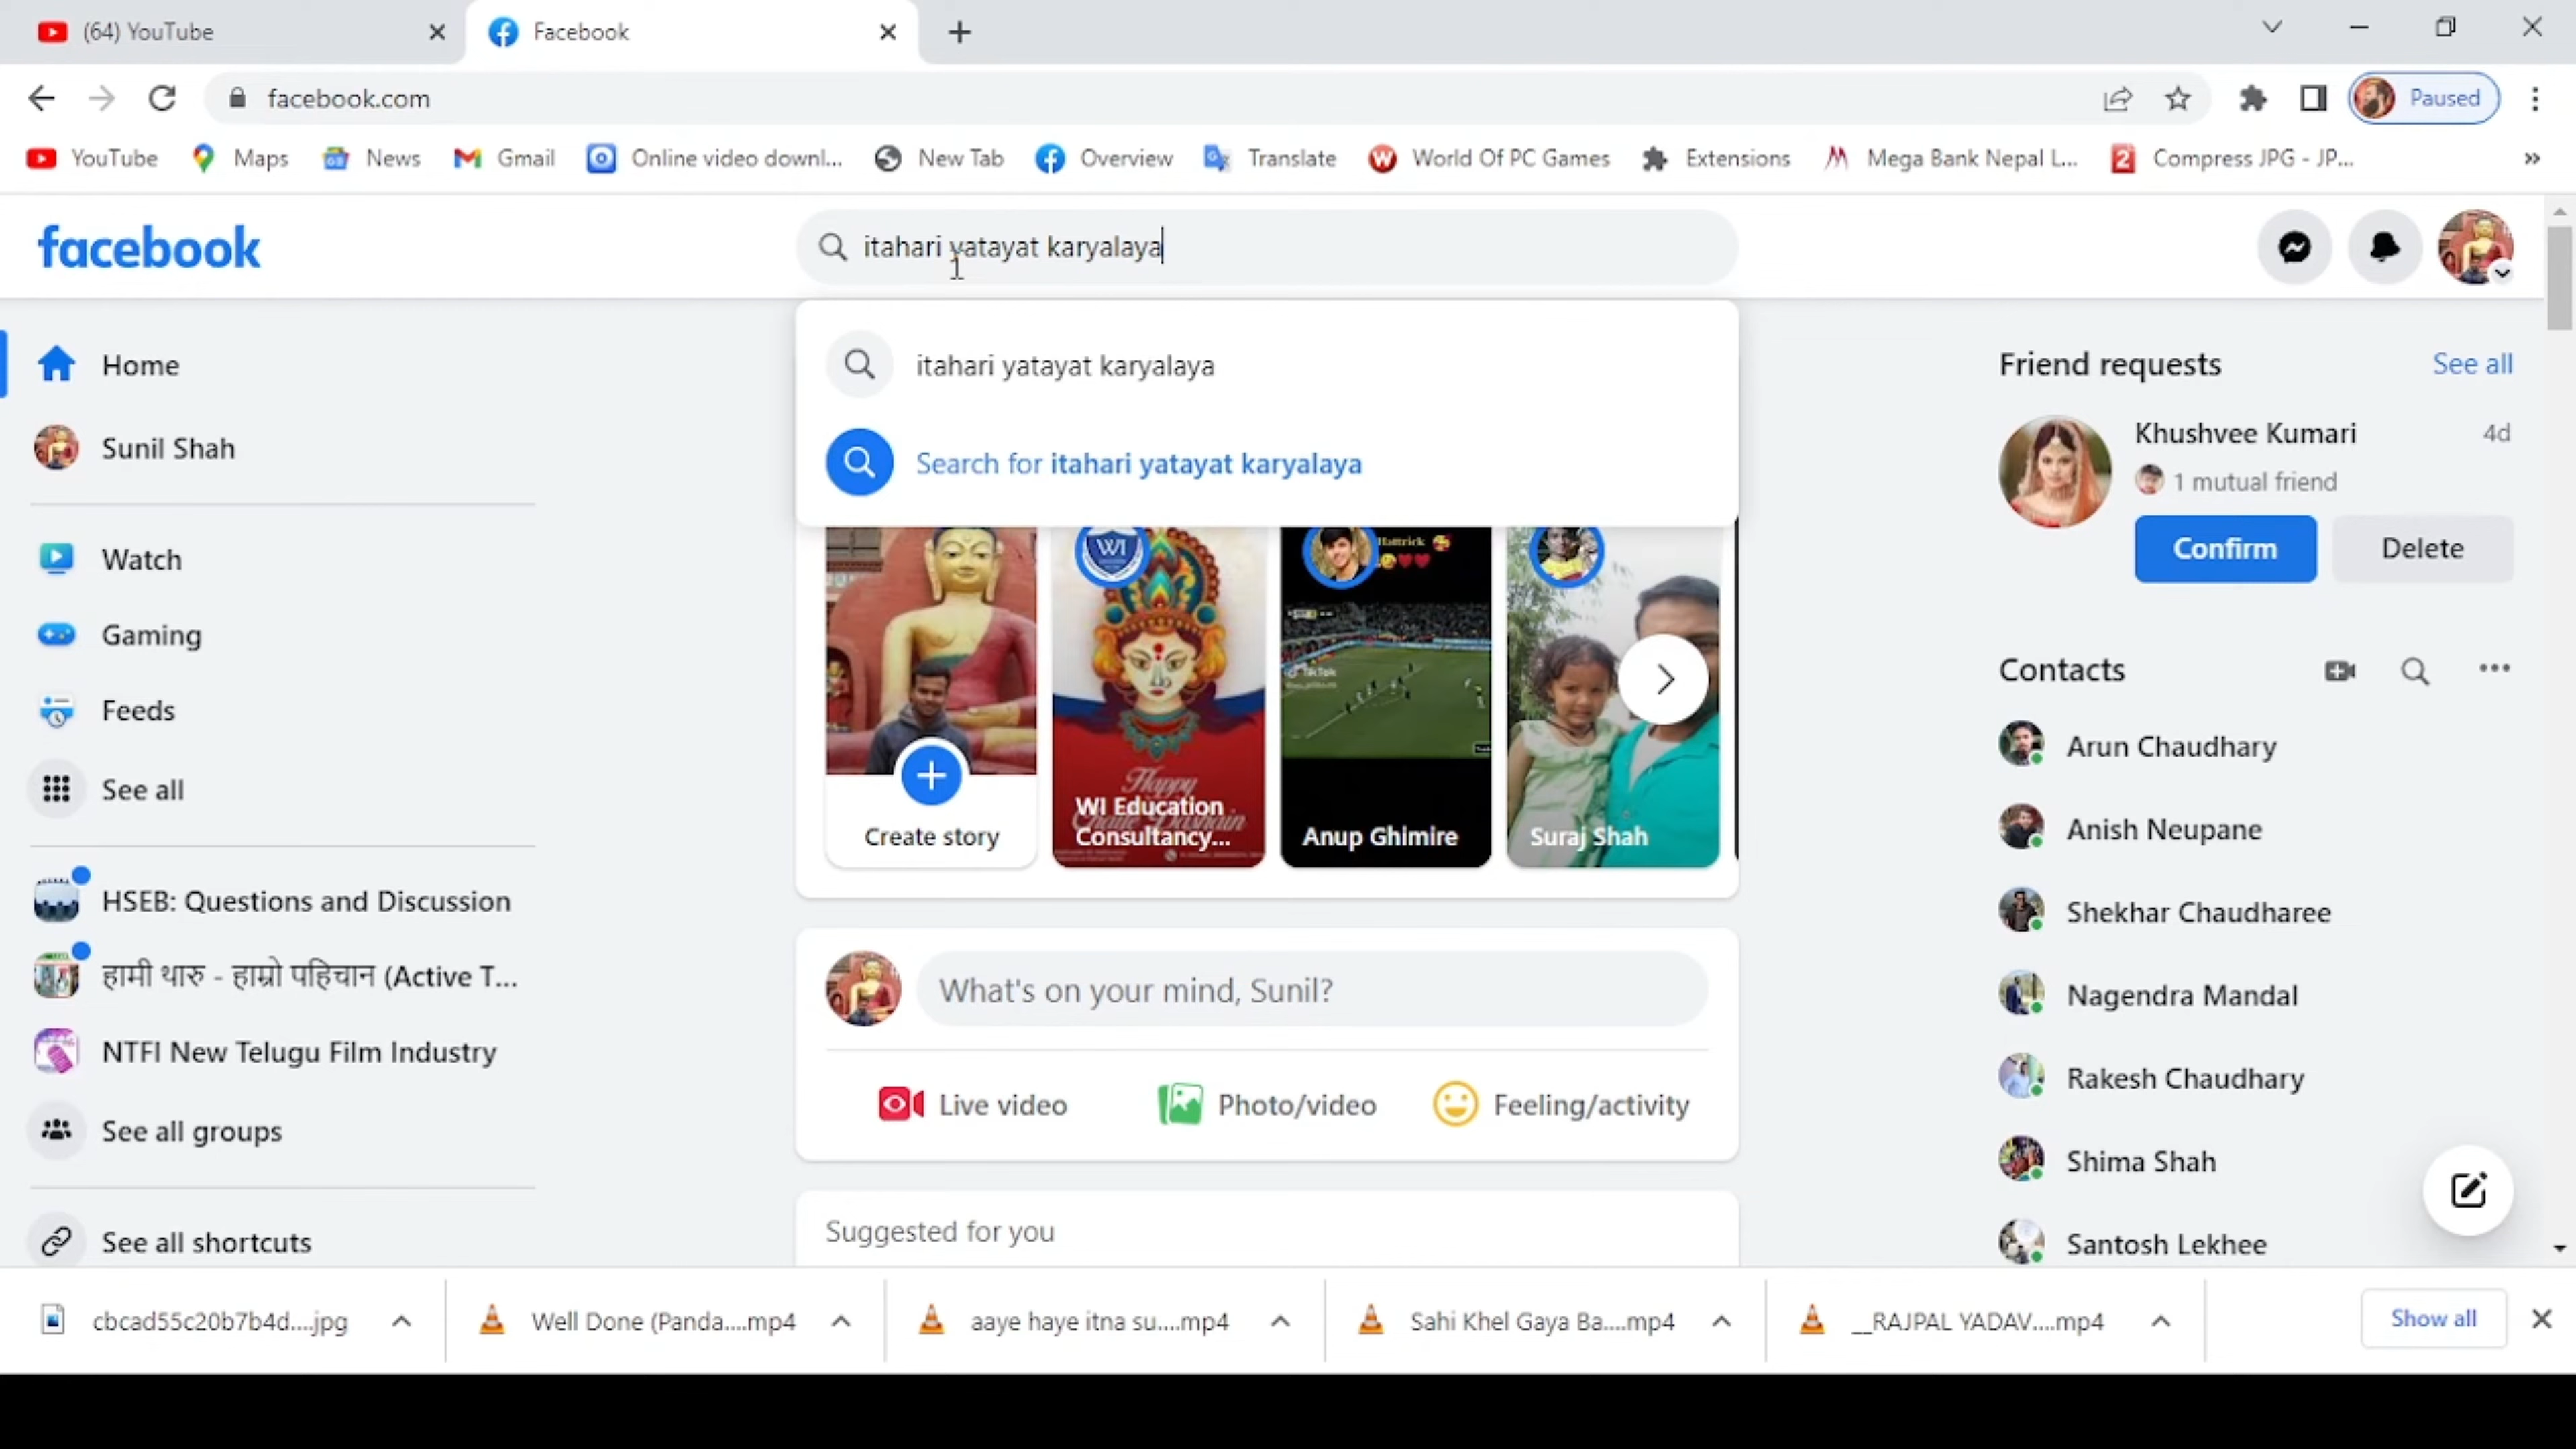 (64) YouTube
Facebook
facebook.com
Paused
YouTube
Maps
News
Gmail
Online video downl...
New Tab
Overview
Translate
World Of PC Games
Extensions
Mega Bank Nepal L...
Compress JPG - JP...
facebook
itahari yatayat karyalaya
itahari yatayat karyalaya
Search for itahari yatayat karyalaya
Home
Sunil Shah
Watch
Gaming
Feeds
See all
HSEB: Questions and Discussion
हामी थारु - हाम्रो पहिचान (Active T...
NTFI New Telugu Film Industry
See all groups
See all shortcuts
Create story
WI
Happy
WI Education
Consultancy...
Hattrick
TikTok
Anup Ghimire
Suraj Shah
What's on your mind, Sunil?
Live video
Photo/video
Feeling/activity
Suggested for you
Friend requests
See all
Khushvee Kumari
4d
1 mutual friend
Confirm
Delete
Contacts
Arun Chaudhary
Anish Neupane
Shekhar Chaudharee
Nagendra Mandal
Rakesh Chaudhary
Shima Shah
Santosh Lekhee
cbcad55c20b7b4d....jpg
Well Done (Panda....mp4
aaye haye itna su....mp4
Sahi Khel Gaya Ba....mp4
__RAJPAL YADAV....mp4
Show all